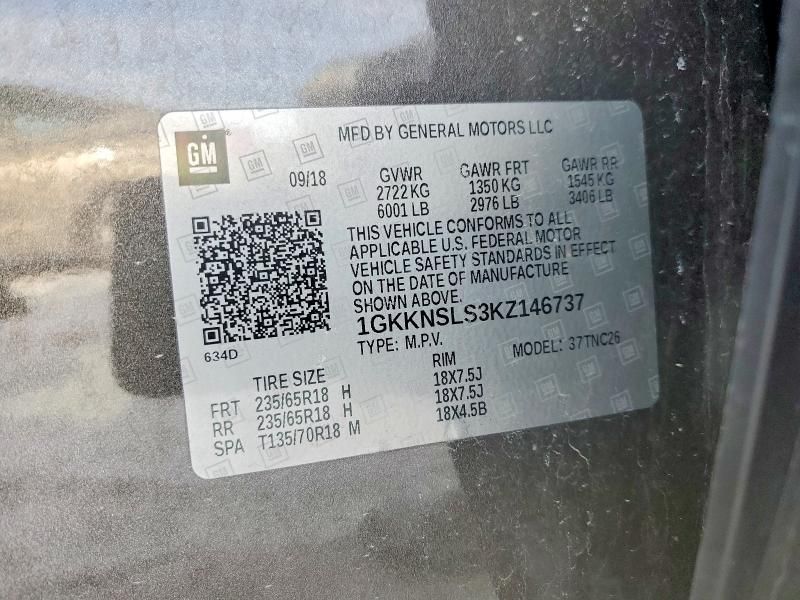 GM
MFD BY GENERAL MOTORS LLC
09/18
GVWR GAWR FRT GAWR RR
2722 KG 1350 KG 1545 KG
6001 LB 2976 LB 3406 LB
THIS VEHICLE CONFORMS TO ALL
APPLICABLE U.S. FEDERAL MOTOR
VEHICLE SAFETY STANDARDS IN EFFECT
ON THE DATE OF MANUFACTURE
SHOWN ABOVE.
1GKKNSLS3KZ146737
TYPE: M.P.V. MODEL: 37TNC26
634D
TIRE SIZE RIM
FRT 235/65R18 H 18X7.5J
RR 235/65R18 H 18X7.5J
SPA T135/70R18 M 18X4.5B